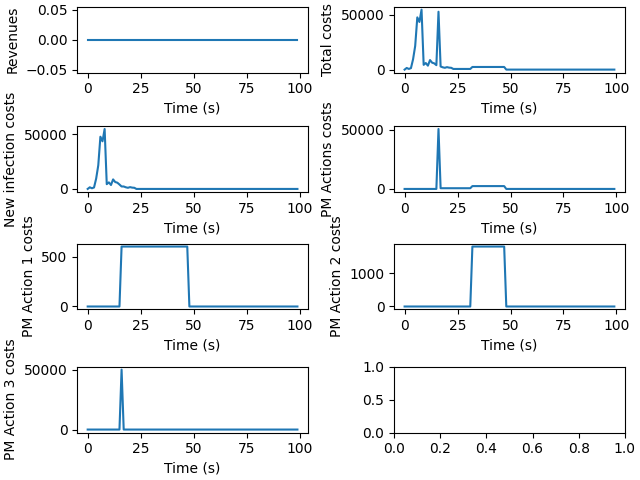 Revenues
0.05
0.00
−0.05
0 25 50 75 100
Time (s)
Total costs
50000
0
0 25 50 75 100
Time (s)
New infection costs
50000
0
0 25 50 75 100
Time (s)
PM Actions costs
50000
0
0 25 50 75 100
Time (s)
PM Action 1 costs
500
0
0 25 50 75 100
Time (s)
PM Action 2 costs
1000
0
0 25 50 75 100
Time (s)
PM Action 3 costs
50000
0
0 25 50 75 100
Time (s)
1.0
0.5
0.0
0.0 0.2 0.4 0.6 0.8 1.0